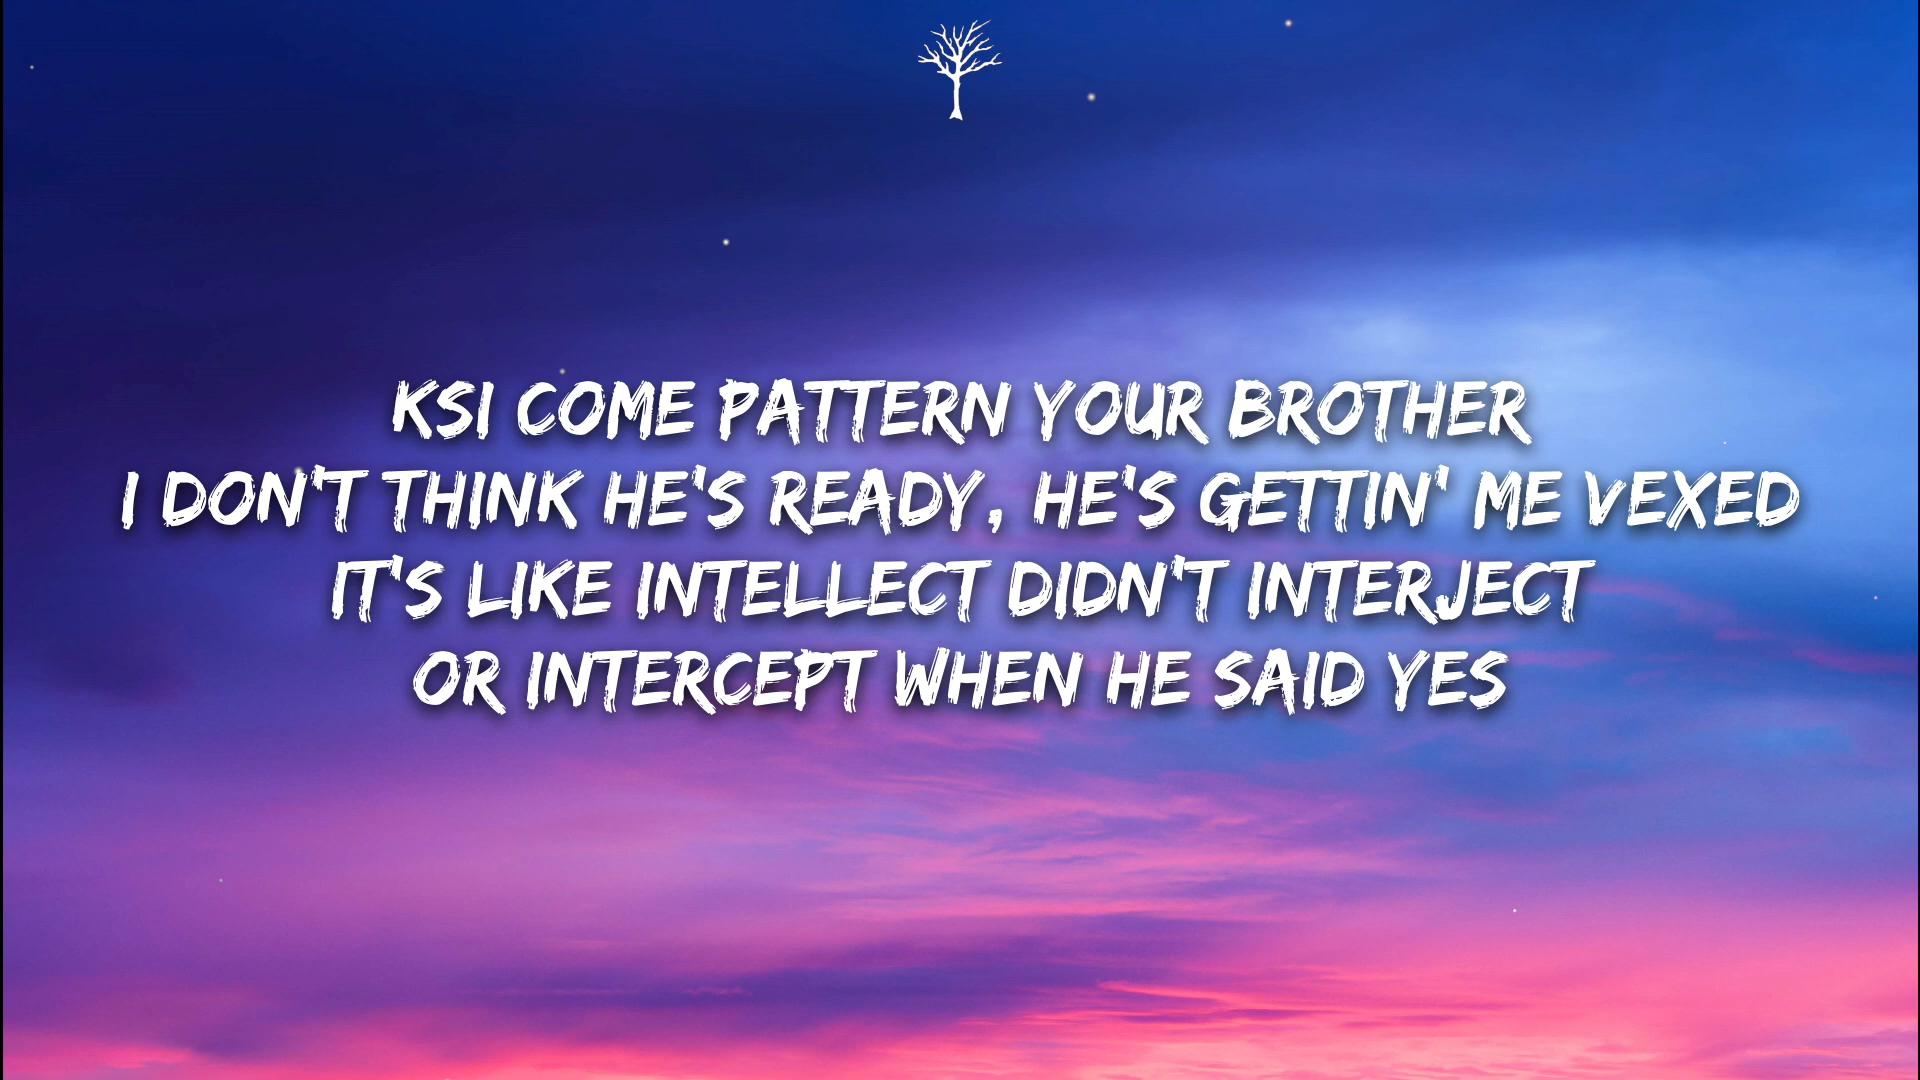 KSI COME PATTERN YOUR BROTHER
I DON'T THINK HE'S READY, HE'S GETTIN' ME VEXED
IT'S LIKE INTELLECT DIDN'T INTERJECT
OR INTERCEPT WHEN HE SAID YES